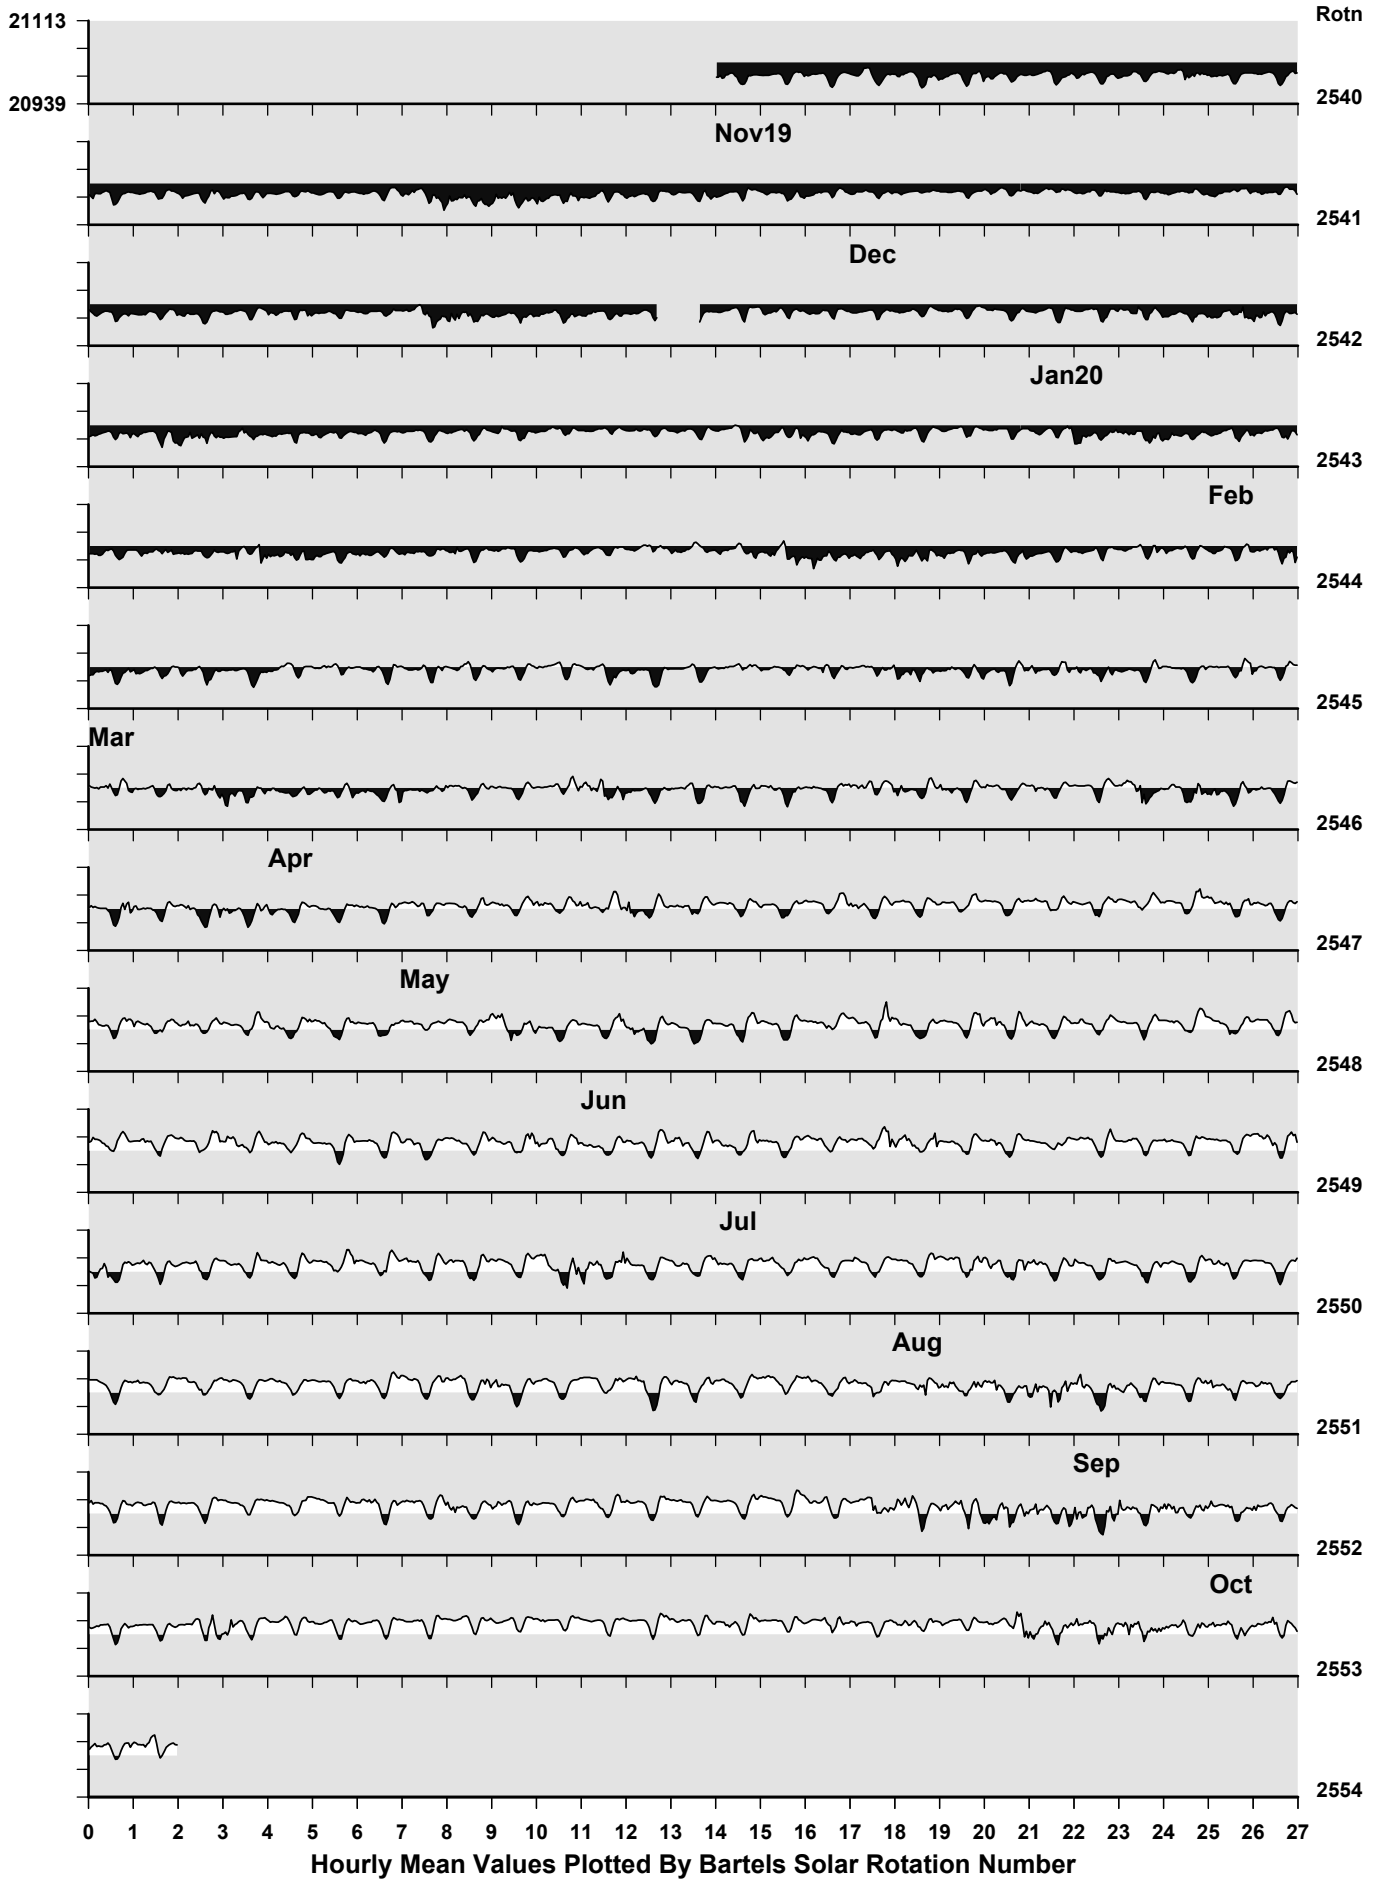 21113
Rotn
20939
2540
Nov19
2541
Dec
2542
Jan20
2543
Feb
2544
2545
Mar
2546
Apr
2547
May
2548
Jun
2549
Jul
2550
Aug
2551
Sep
2552
Oct
2553
2554
0 1 2 3 4 5 6 7 8 9 10 11 12 13 14 15 16 17 18 19 20 21 22 23 24 25 26 27
Hourly Mean Values Plotted By Bartels Solar Rotation Number